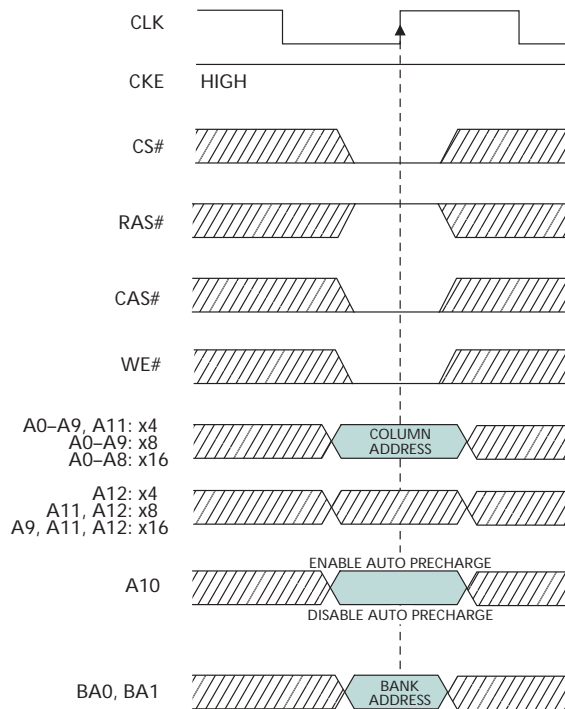 CLK
CKE HIGH
CS#
RAS#
CAS#
WE#
A0–A9, A11: x4
A0–A9: x8
A0–A8: x16
COLUMN
ADDRESS
A12: x4
A11, A12: x8
A9, A11, A12: x16
ENABLE AUTO PRECHARGE
A10
DISABLE AUTO PRECHARGE
BA0, BA1
BANK
ADDRESS